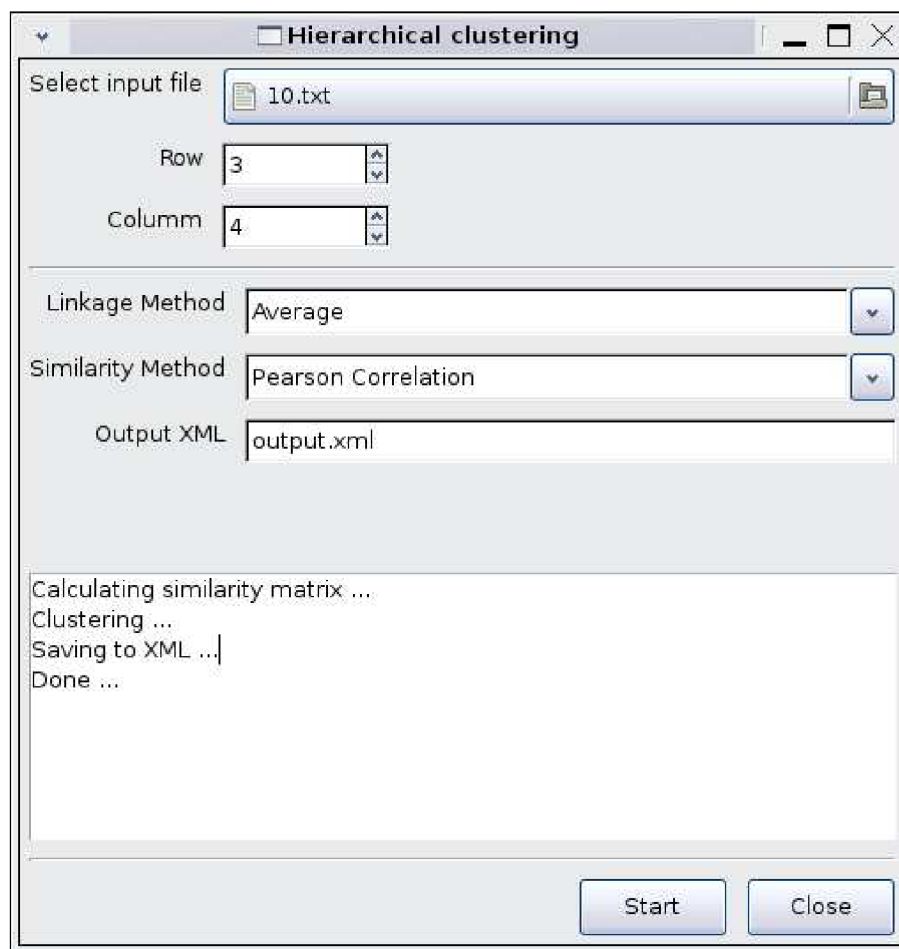 Hierarchical clustering
Select input file 10.txt
Row 3
Columm 4
Linkage Method Average
Similarity Method Pearson Correlation
Output XML output.xml
Calculating similarity matrix ...
Clustering ...
Saving to XML ...
Done ...
Start Close